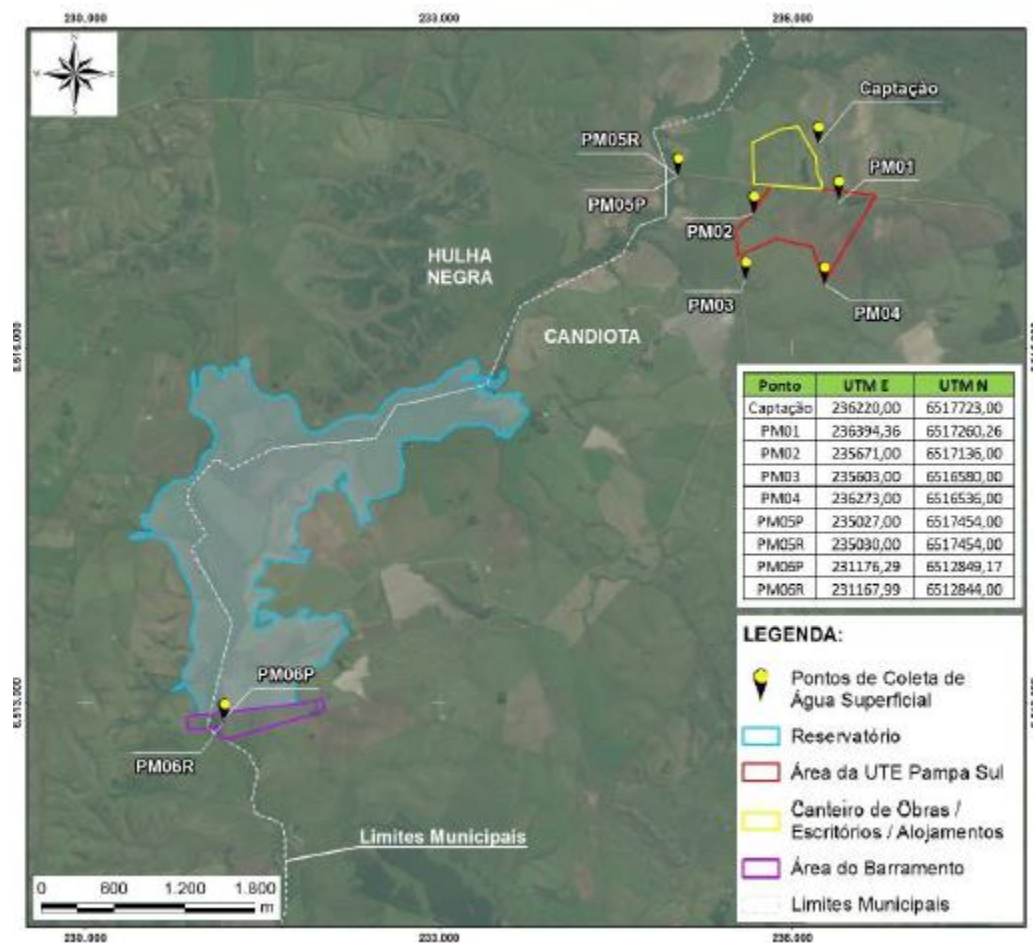 230.000 233.000 236.000
Captação
PM05R
PM01
PM05P
PM02
HULHA
NEGRA
PM03 PM04
CANDIOTA
Ponto UTM E UTM N
Captação 236220,00 6517723,00
PM01 236394,36 6517260,26
PM02 235671,00 6517136,00
PM03 235603,00 6516580,00
PM04 236273,00 6516536,00
PM05P 235027,00 6517454,00
PM05R 235030,00 6517454,00
PM06P 231176,29 6512849,17
PM06R 231167,99 6512844,00
PM06P
PM06R
Limites Municipais
LEGENDA:
Pontos de Coleta de
Água Superficial
Reservatório
Área da UTE Pampa Sul
Canteiro de Obras /
Escritórios / Alojamentos
Área do Barramento
Limites Municipais
0 600 1.200 1.800
m
230.000 233.000 236.000